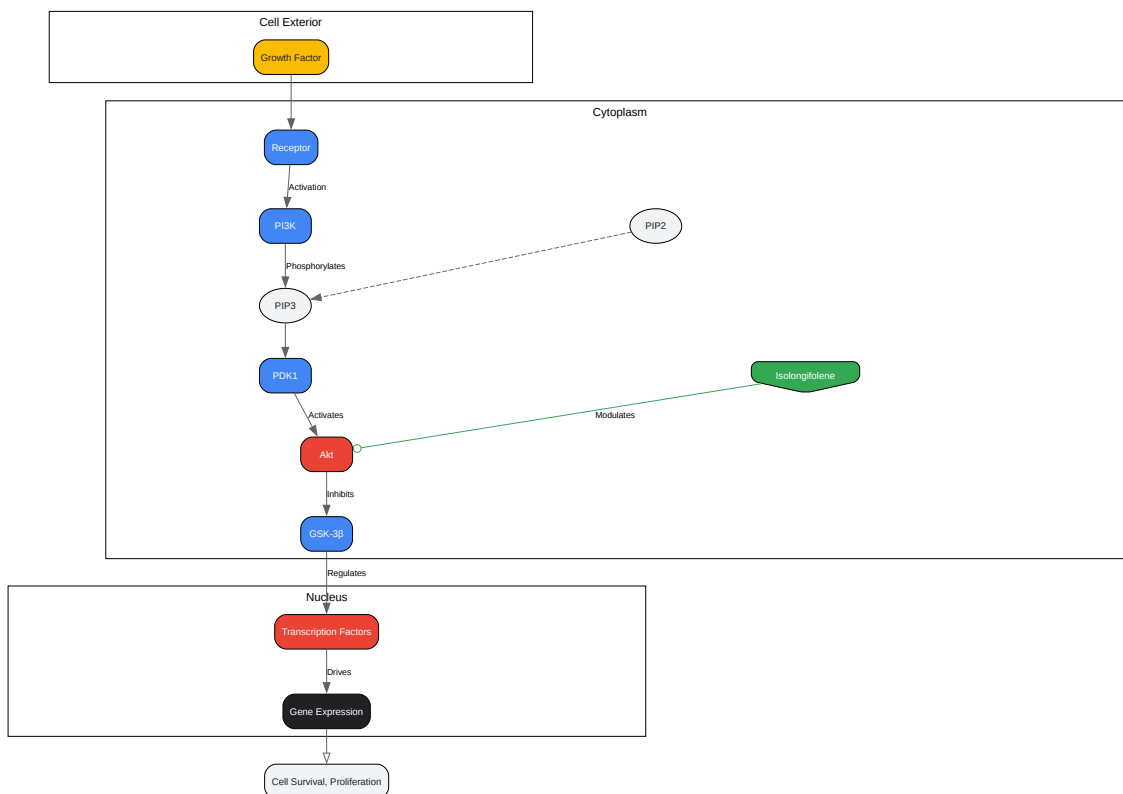 Cell Exterior
Growth Factor
Cytoplasm
Receptor
Activation
PI3K
PIP2
Phosphorylates
PIP3
PDK1
Isolongifolene
Activates
Modulates
Akt
Inhibits
GSK-3β
Regulates
Nucleus
Transcription Factors
Drives
Gene Expression
Cell Survival, Proliferation